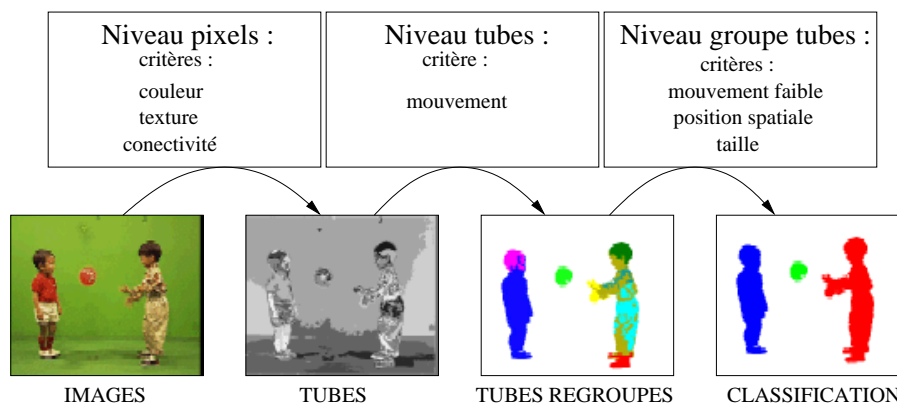 Niveau pixels :
critères :
couleur
texture
conectivité
Niveau tubes :
critère :
mouvement
Niveau groupe tubes :
critères :
mouvement faible
position spatiale
taille
IMAGES
TUBES
TUBES REGROUPES
CLASSIFICATION